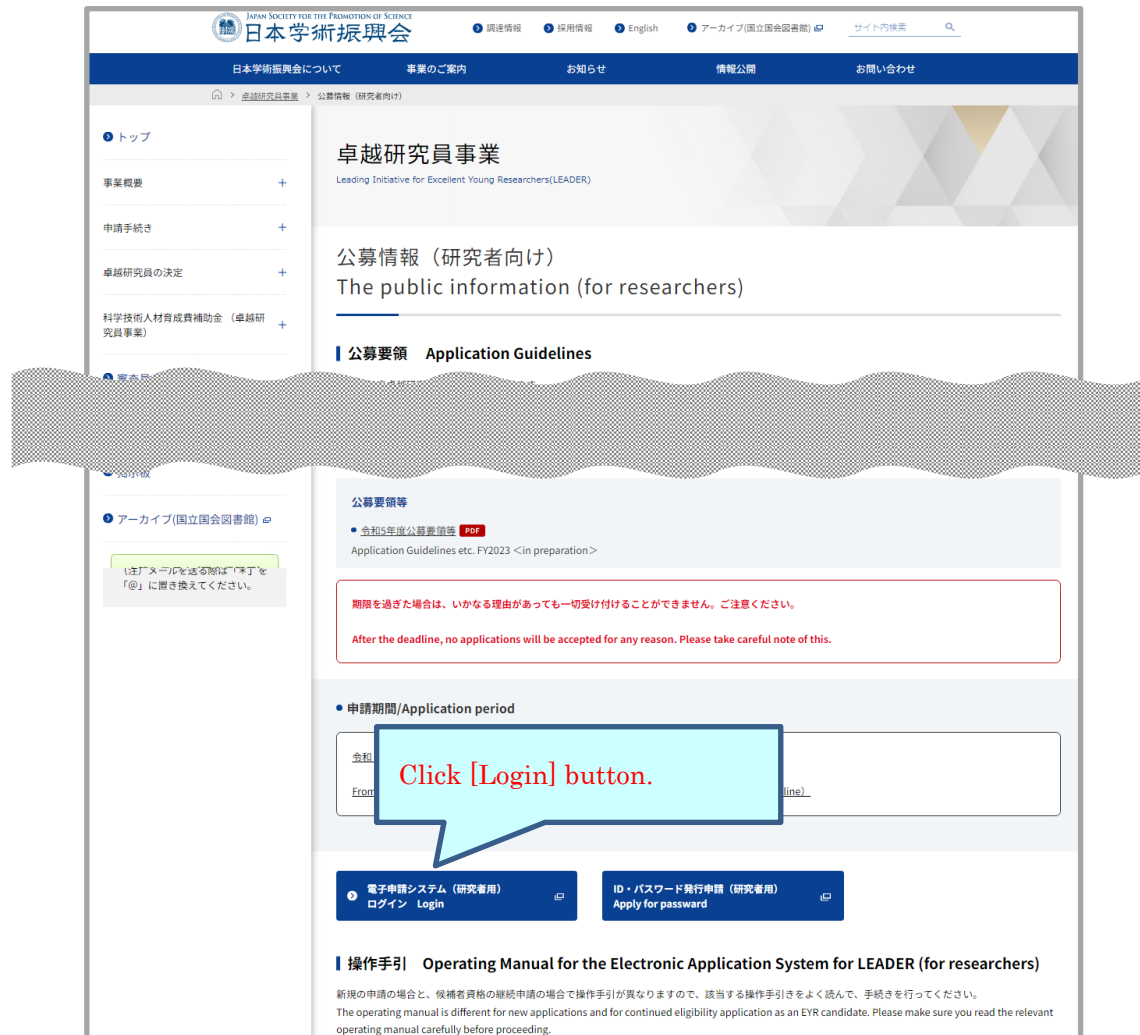 JAPAN SOCIETY FOR THE PROMOTION OF SCIENCE
日本学術振興会
調達情報
採用情報
English
アーカイブ(国立国会図書館)
サイト内検索
日本学術振興会について
事業のご案内
お知らせ
情報公開
お問い合わせ
> 卓越研究員事業 > 公募情報（研究者向け）
トップ
事業概要 +
申請手続き +
卓越研究員の決定 +
科学技術人材育成費補助金 （卓越研
究員事業） +
アーカイブ(国立国会図書館)
（注）メールを送る際は「*」を
「@」に置き換えてください。
卓越研究員事業
Leading Initiative for Excellent Young Researchers(LEADER)
公募情報（研究者向け）
The public information (for researchers)
公募要領 Application Guidelines
公募要領等
令和5年度公募要領等 PDF
Application Guidelines etc. FY2023 <in preparation>
期限を過ぎた場合は、いかなる理由があっても一切受け付けることができません。ご注意ください。
After the deadline, no applications will be accepted for any reason. Please take careful note of this.
申請期間/Application period
令和
From
line）
Click [Login] button.
電子申請システム（研究者用）
ログイン Login
ID・パスワード発行申請（研究者用）
Apply for passward
操作手引 Operating Manual for the Electronic Application System for LEADER (for researchers)
新規の申請の場合と、候補者資格の継続申請の場合で操作手引が異なりますので、該当する操作手引きをよく読んで、手続きを行ってください。
The operating manual is different for new applications and for continued eligibility application as an EYR candidate. Please make sure you read the relevant
operating manual carefully before proceeding.